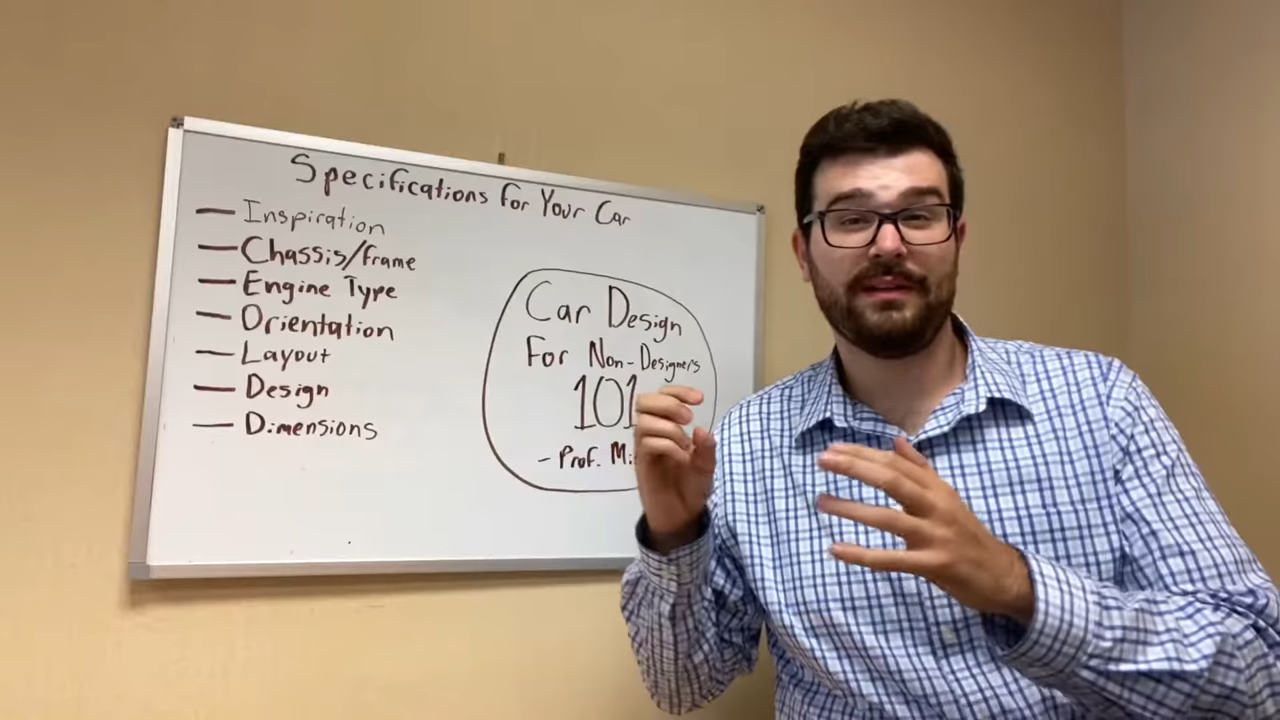 Specifications for Your Car
— Inspiration
— Chassis/frame
— Engine Type
— Orientation
— Layout
— Design
— Dimensions
Car Design
For Non-Designers
101
- Prof.